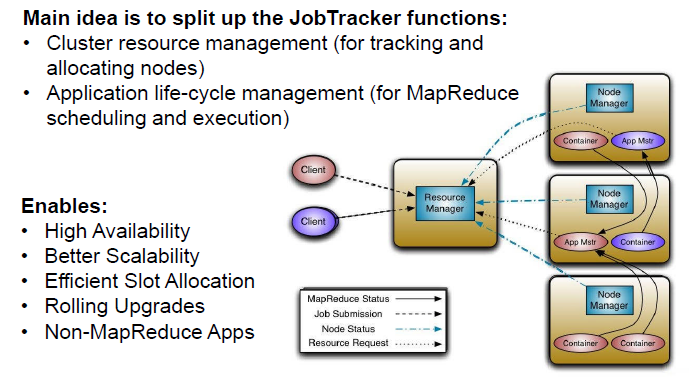 Main idea is to split up the JobTracker functions:
• Cluster resource management (for tracking and
allocating nodes)
• Application life-cycle management (for MapReduce
scheduling and execution)
Enables:
• High Availability
• Better Scalability
• Efficient Slot Allocation
• Rolling Upgrades
• Non-MapReduce Apps
Client
Client
Resource
Manager
Node
Manager
Container
App Mstr
Node
Manager
App Mstr
Container
Node
Manager
Container
Container
MapReduce Status
Job Submission
Node Status
Resource Request